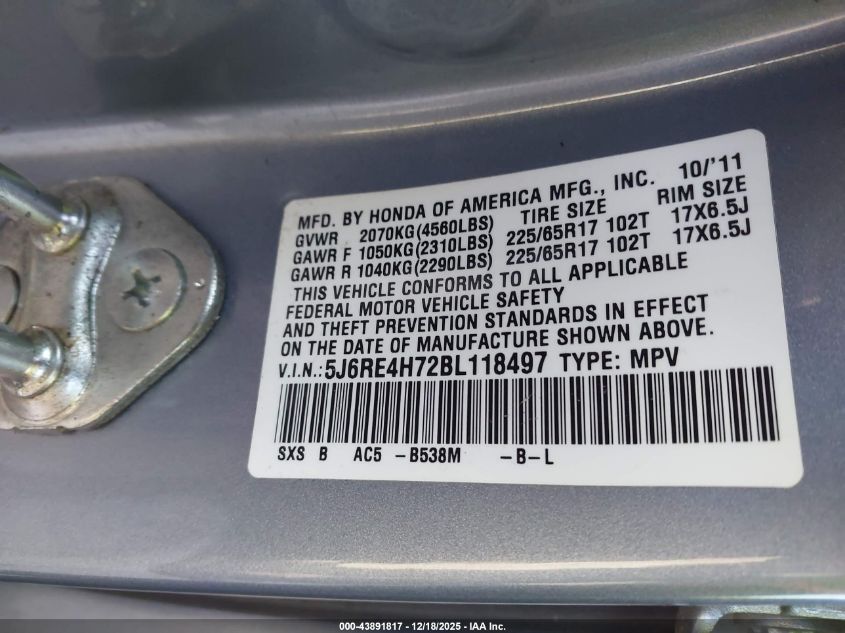 MFD. BY HONDA OF AMERICA MFG., INC. 10/'11
TIRE SIZE RIM SIZE
GVWR 2070KG(4560LBS)
GAWR F 1050KG(2310LBS) 225/65R17 102T 17X6.5J
GAWR R 1040KG(2290LBS) 225/65R17 102T 17X6.5J
THIS VEHICLE CONFORMS TO ALL APPLICABLE
FEDERAL MOTOR VEHICLE SAFETY
AND THEFT PREVENTION STANDARDS IN EFFECT
ON THE DATE OF MANUFACTURE SHOWN ABOVE.
V.I.N.: 5J6RE4H72BL118497 TYPE: MPV
SXS B AC5 -B538M -B-L
000-43891817 - 12/18/2025 - IAA Inc.